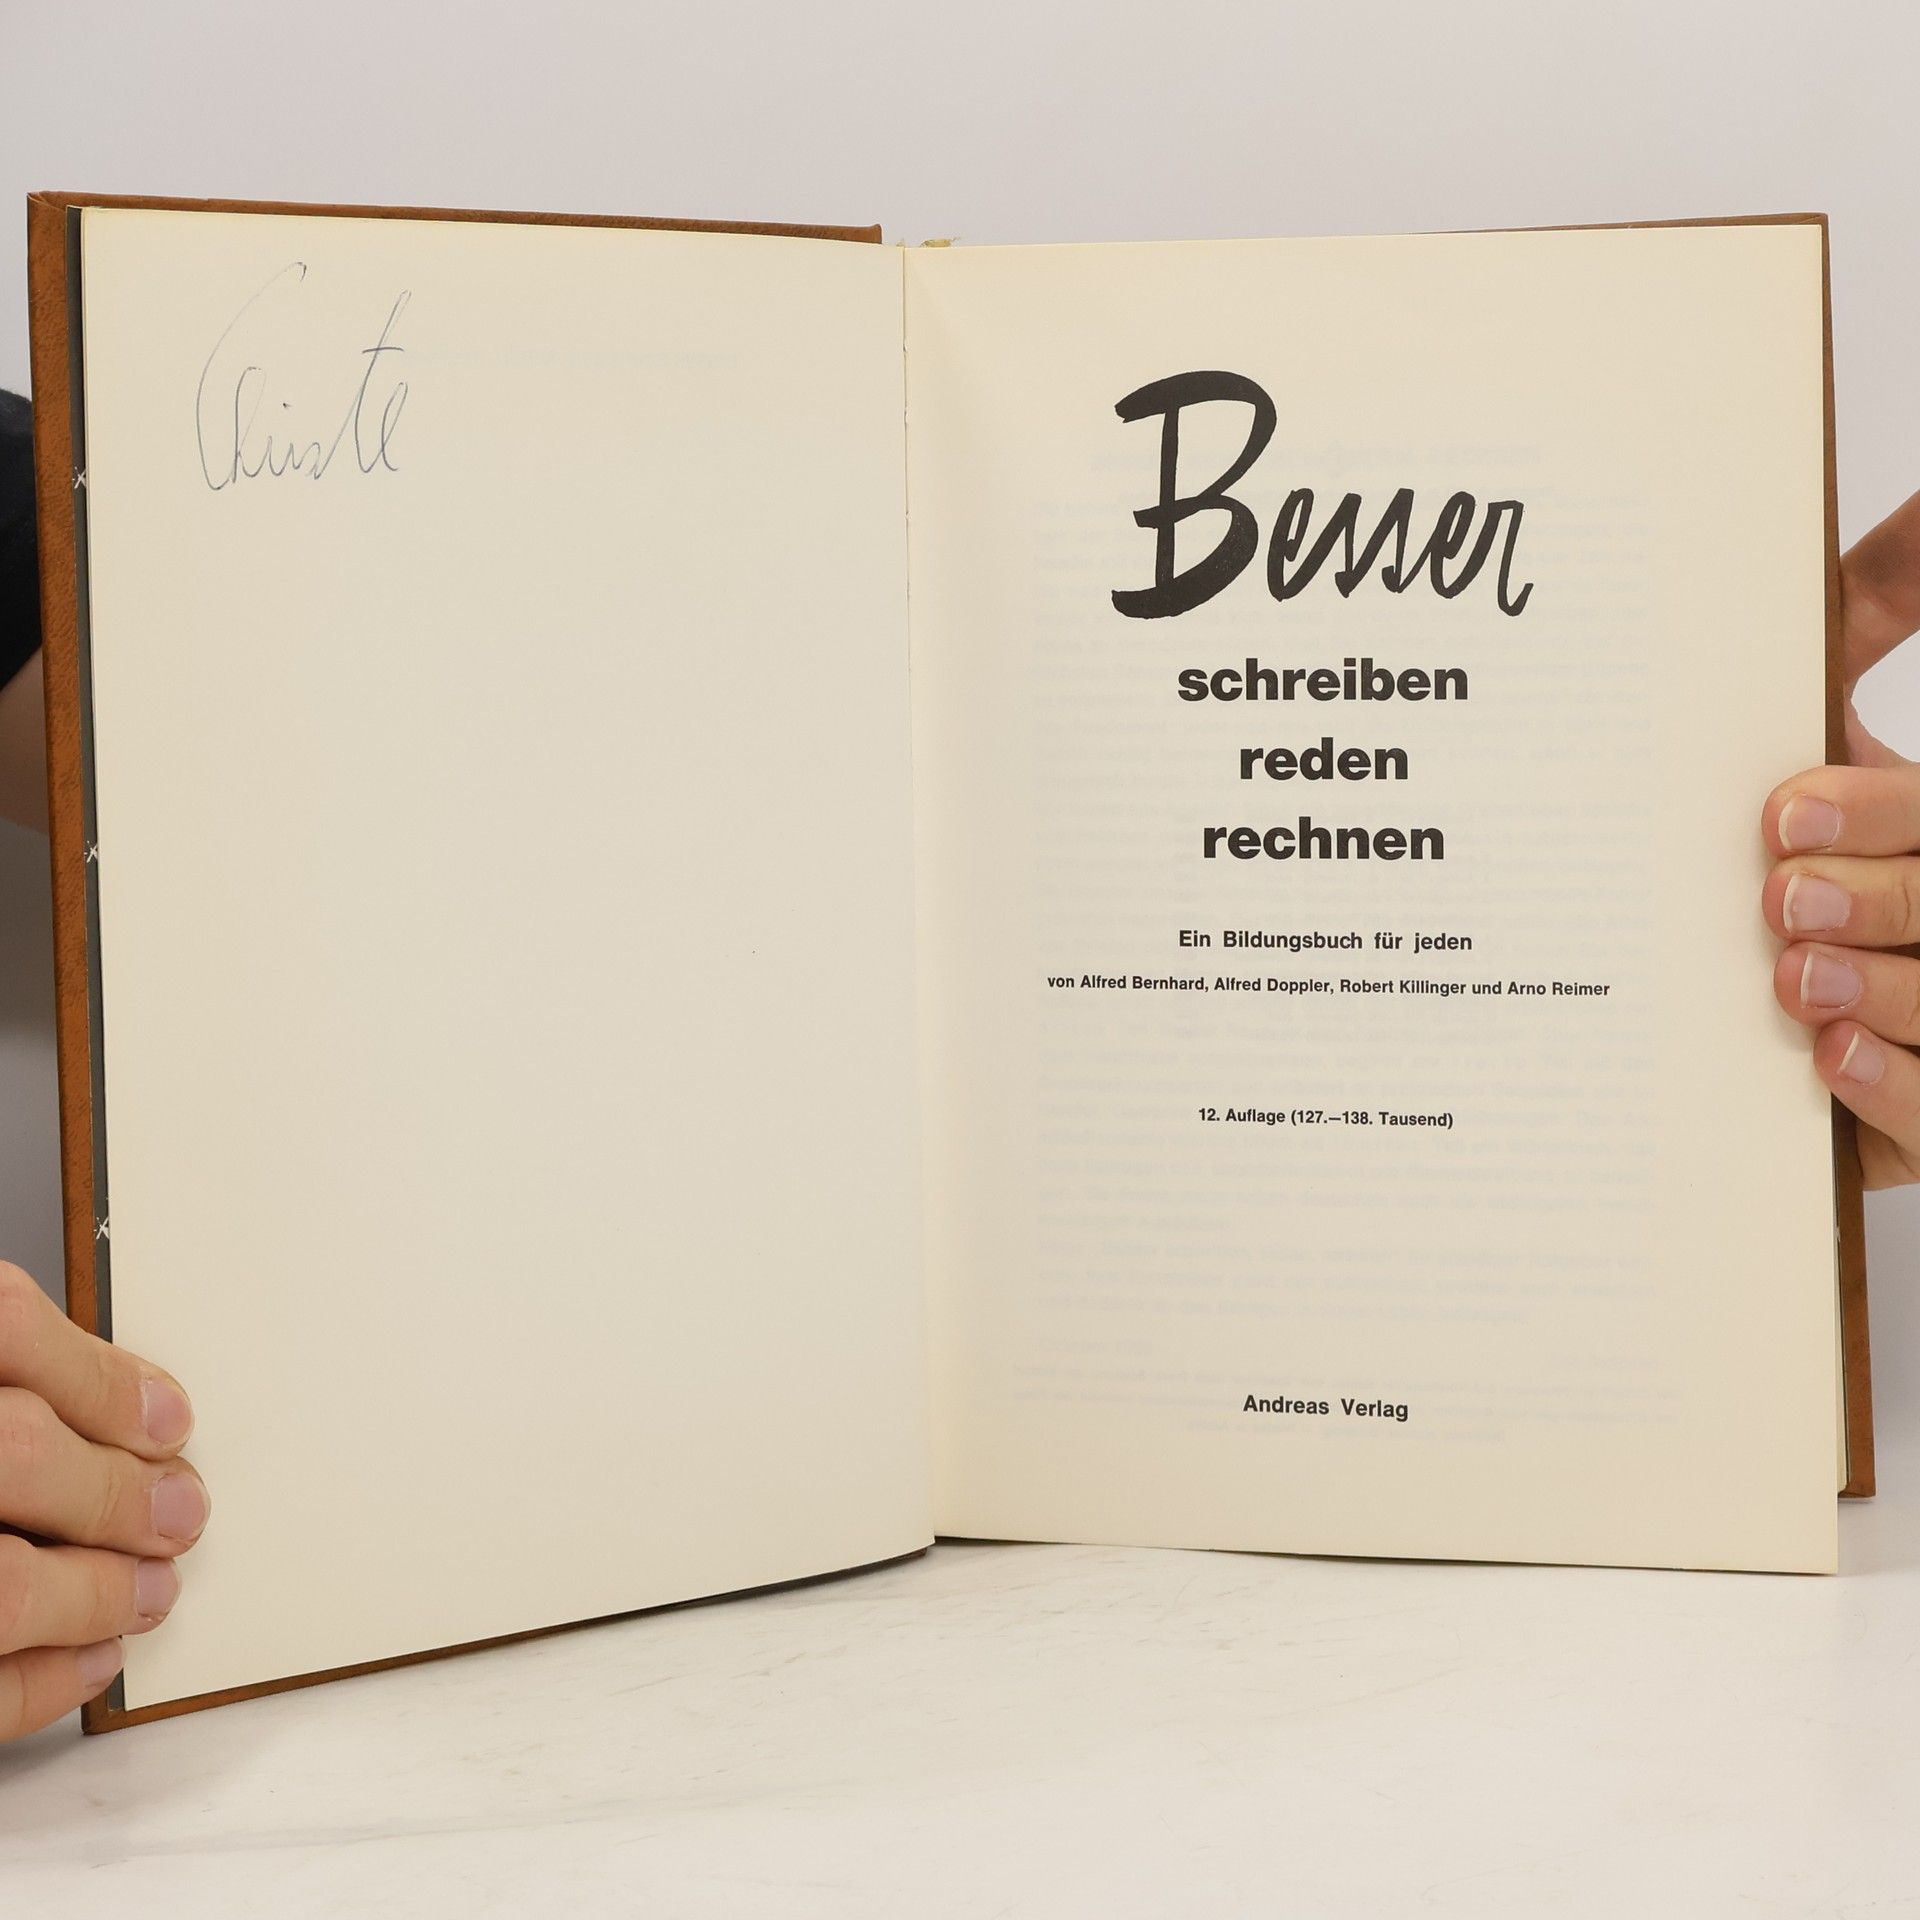 Christl
Besser
schreiben
reden
rechnen
Ein Bildungsbuch für jeden
von Alfred Bernhard, Alfred Doppler, Robert Killinger und Arno Reimer
12. Auflage (127.—138. Tausend)
Andreas Verlag